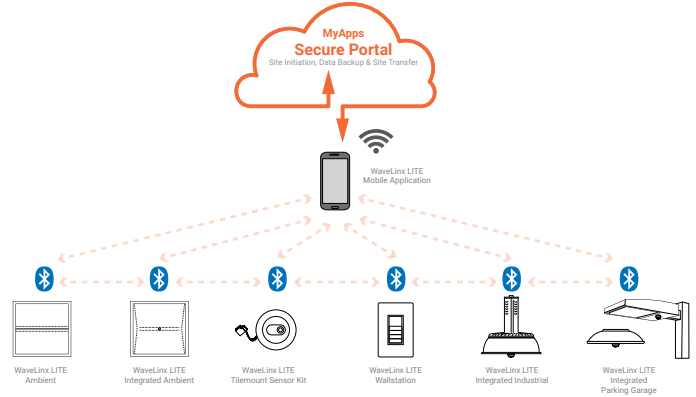 MyApps
Secure Portal
Site Initiation, Data Backup & Site Transfer
WaveLinx LITE
Mobile Application
WaveLinx LITE
Ambient
WaveLinx LITE
Integrated Ambient
WaveLinx LITE
Tilemount Sensor Kit
WaveLinx LITE
Wallstation
WaveLinx LITE
Integrated Industrial
WaveLinx LITE
Integrated
Parking Garage